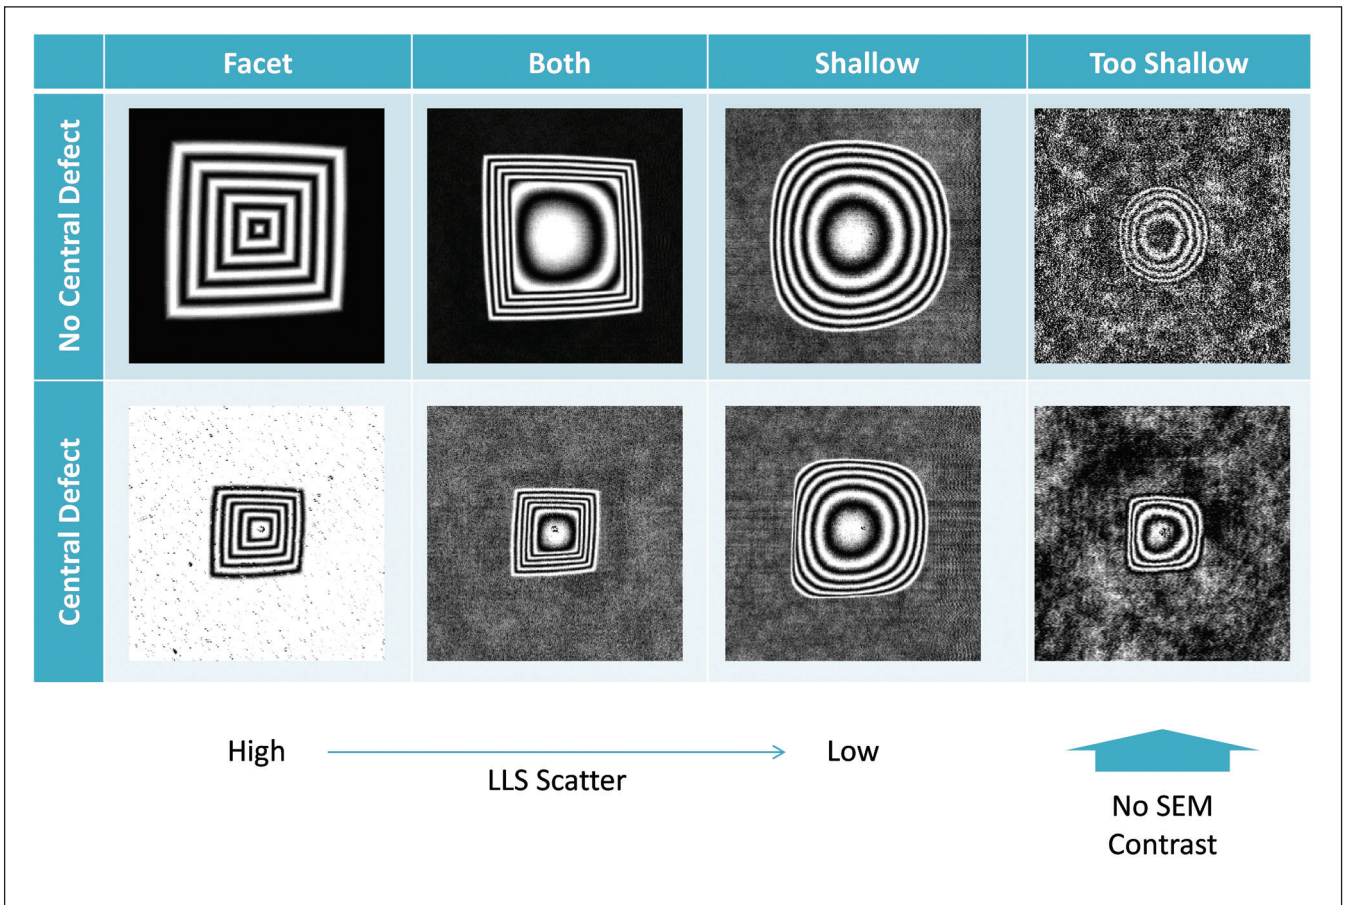 Facet
Both
Shallow
Too Shallow
No Central Defect
Central Defect
High
Low
LLS Scatter
No SEM
Contrast